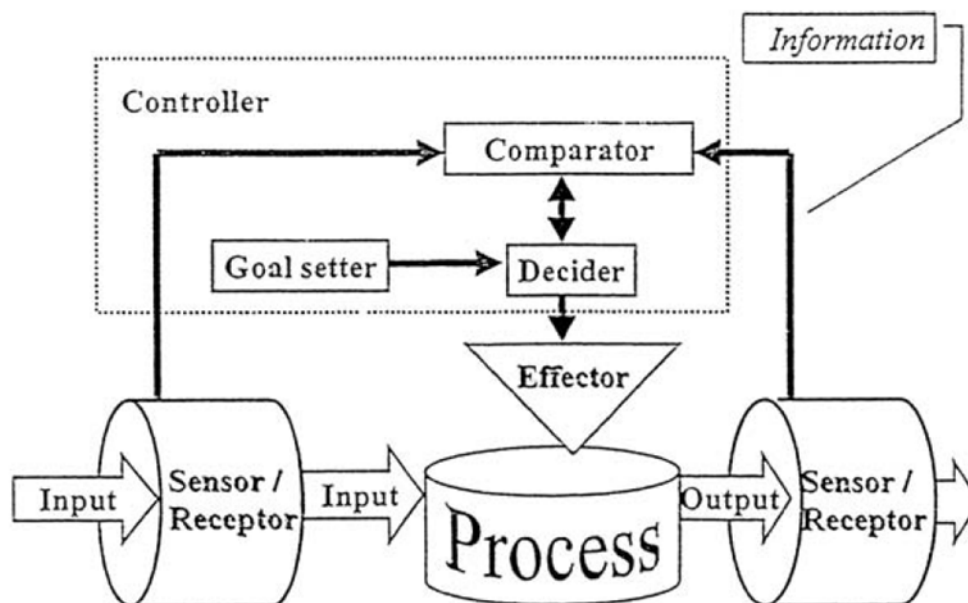 Information
Controller
Comparator
Goal setter
Decider
Effector
Input
Sensor /
Receptor
Input
Process
Output
Sensor /
Receptor